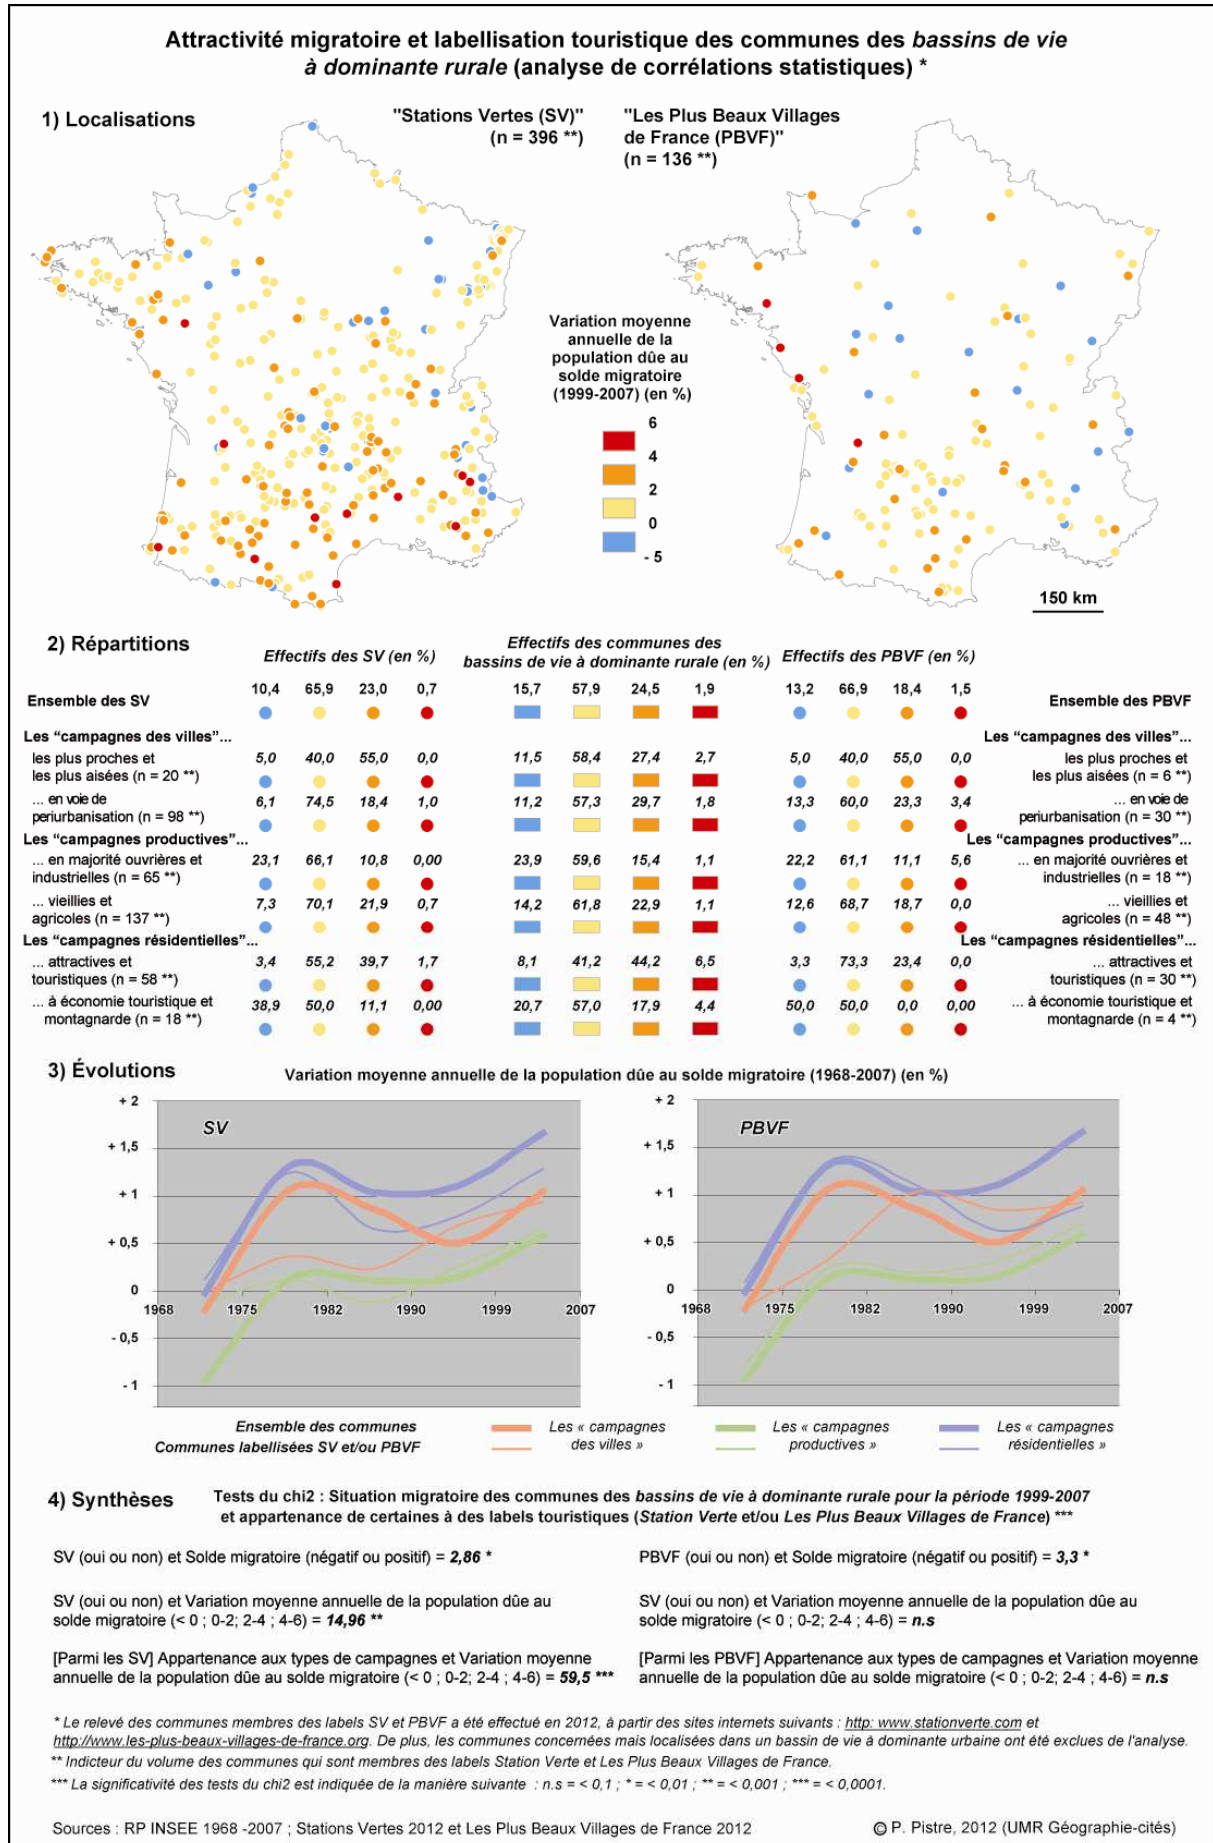 Attractivité migratoire et labellisation touristique des communes des bassins de vie
à dominante rurale (analyse de corrélations statistiques) *
1) Localisations
"Stations Vertes (SV)"
(n = 396 **)
"Les Plus Beaux Villages
de France (PBVF)"
(n = 136 **)
Variation moyenne
annuelle de la
population dûe au
solde migratoire
(1999-2007) (en %)
6
4
2
0
- 5
150 km
2) Répartitions
Effectifs des SV (en %)
Effectifs des communes des
bassins de vie à dominante rurale (en %)
Effectifs des PBVF (en %)
Ensemble des SV 10,4 65,9 23,0 0,7 15,7 57,9 24,5 1,9 13,2 66,9 18,4 1,5 Ensemble des PBVF
Les "campagnes des villes"... Les "campagnes des villes"...
les plus proches et 5,0 40,0 55,0 0,0 11,5 58,4 27,4 2,7 5,0 40,0 55,0 0,0 les plus proches et
les plus aisées (n = 20 **) les plus aisées (n = 6 **)
... en voie de 6,1 74,5 18,4 1,0 11,2 57,3 29,7 1,8 13,3 60,0 23,3 3,4 ... en voie de
periurbanisation (n = 98 **) periurbanisation (n = 30 **)
Les "campagnes productives"... Les "campagnes productives"...
... en majorité ouvrières et 23,1 66,1 10,8 0,00 23,9 59,6 15,4 1,1 22,2 61,1 11,1 5,6 ... en majorité ouvrières et
industrielles (n = 65 **) industrielles (n = 18 **)
... vieillies et 7,3 70,1 21,9 0,7 14,2 61,8 22,9 1,1 12,6 68,7 18,7 0,0 ... vieillies et
agricoles (n = 137 **) agricoles (n = 48 **)
Les "campagnes résidentielles"... Les "campagnes résidentielles"...
... attractives et 3,4 55,2 39,7 1,7 8,1 41,2 44,2 6,5 3,3 73,3 23,4 0,0 ... attractives et
touristiques (n = 58 **) touristiques (n = 30 **)
... à économie touristique et 38,9 50,0 11,1 0,00 20,7 57,0 17,9 4,4 50,0 50,0 0,0 0,00 ... à économie touristique et
montagnarde (n = 18 **) montagnarde (n = 4 **)
3) Évolutions
Variation moyenne annuelle de la population dûe au solde migratoire (1968-2007) (en %)
SV
+ 2
+ 1,5
+ 1
+ 0,5
0
- 0,5
- 1
1968 1975 1982 1990 1999 2007
PBVF
+ 2
+ 1,5
+ 1
+ 0,5
0
- 0,5
- 1
1968 1975 1982 1990 1999 2007
Ensemble des communes
Communes labellisées SV et/ou PBVF
Les « campagnes
des villes »
Les « campagnes
productives »
Les « campagnes
résidentielles »
4) Synthèses
Tests du chi2 : Situation migratoire des communes des bassins de vie à dominante rurale pour la période 1999-2007
et appartenance de certaines à des labels touristiques (Station Verte et/ou Les Plus Beaux Villages de France) ***
SV (oui ou non) et Solde migratoire (négatif ou positif) = 2,86 *
SV (oui ou non) et Variation moyenne annuelle de la population dûe au
solde migratoire (< 0 ; 0-2; 2-4 ; 4-6) = 14,96 **
[Parmi les SV] Appartenance aux types de campagnes et Variation moyenne
annuelle de la population dûe au solde migratoire (< 0 ; 0-2; 2-4 ; 4-6) = 59,5 ***
PBVF (oui ou non) et Solde migratoire (négatif ou positif) = 3,3 *
SV (oui ou non) et Variation moyenne annuelle de la population dûe au
solde migratoire (< 0 ; 0-2; 2-4 ; 4-6) = n.s
[Parmi les PBVF] Appartenance aux types de campagnes et Variation moyenne
annuelle de la population dûe au solde migratoire (< 0 ; 0-2; 2-4 ; 4-6) = n.s
* Le relevé des communes membres des labels SV et PBVF a été effectué en 2012, à partir des sites internets suivants : http: www.stationverte.com et
http://www.les-plus-beaux-villages-de-france.org. De plus, les communes concernées mais localisées dans un bassin de vie à dominante urbaine ont été exclues de l'analyse.
** Indicteur du volume des communes qui sont membres des labels Station Verte et Les Plus Beaux Villages de France.
*** La significativité des tests du chi2 est indiquée de la manière suivante : n.s = < 0,1 ; * = < 0,01 ; ** = < 0,001 ; *** = < 0,0001.
Sources : RP INSEE 1968 -2007 ; Stations Vertes 2012 et Les Plus Beaux Villages de France 2012
© P. Pistre, 2012 (UMR Géographie-cités)